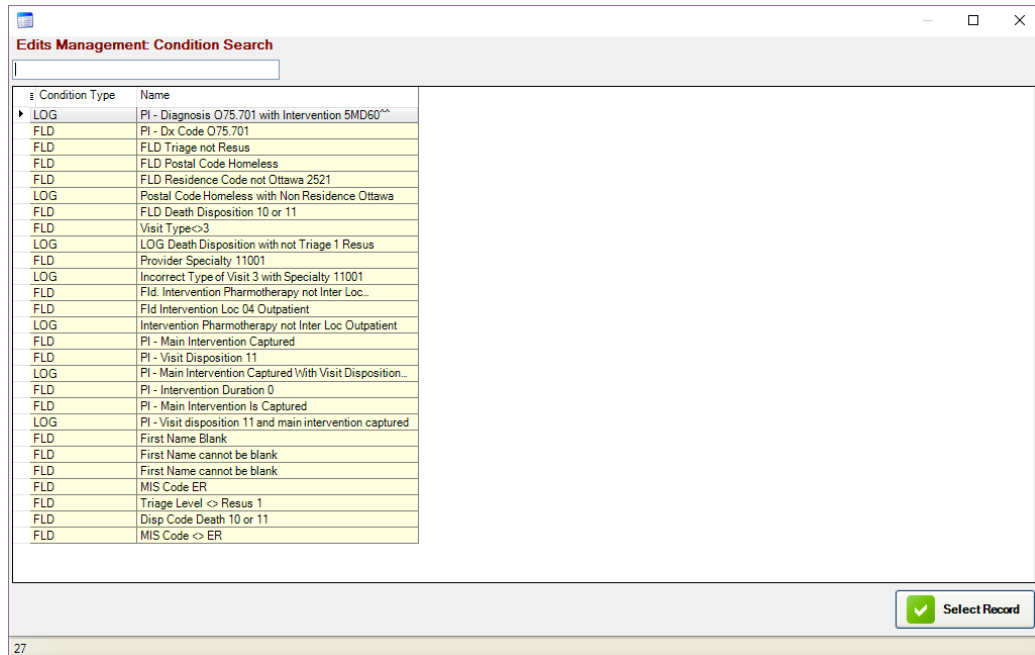 Edits Management: Condition Search
Condition Type Name
LOG PI - Diagnosis O75.701 with Intervention 5MD60^^
FLD PI - Dx Code O75.701
FLD FLD Triage not Resus
FLD FLD Postal Code Homeless
FLD FLD Residence Code not Ottawa 2521
LOG Postal Code Homeless with Non Residence Ottawa
FLD FLD Death Disposition 10 or 11
FLD Visit Type<>3
LOG LOG Death Disposition with not Triage 1 Resus
FLD Provider Specialty 11001
LOG Incorrect Type of Visit 3 with Specialty 11001
FLD Fld. Intervention Pharmotherapy not Inter Loc...
FLD Fld Intervention Loc 04 Outpatient
LOG Intervention Pharmotherapy not Inter Loc Outpatient
FLD PI - Main Intervention Captured
FLD PI - Visit Disposition 11
LOG PI - Main Intervention Captured With Visit Disposition...
FLD PI - Intervention Duration 0
FLD PI - Main Intervention Is Captured
LOG PI - Visit disposition 11 and main intervention captured
FLD First Name Blank
FLD First Name cannot be blank
FLD First Name cannot be blank
FLD MIS Code ER
FLD Triage Level <> Resus 1
FLD Disp Code Death 10 or 11
FLD MIS Code <> ER
Select Record
27